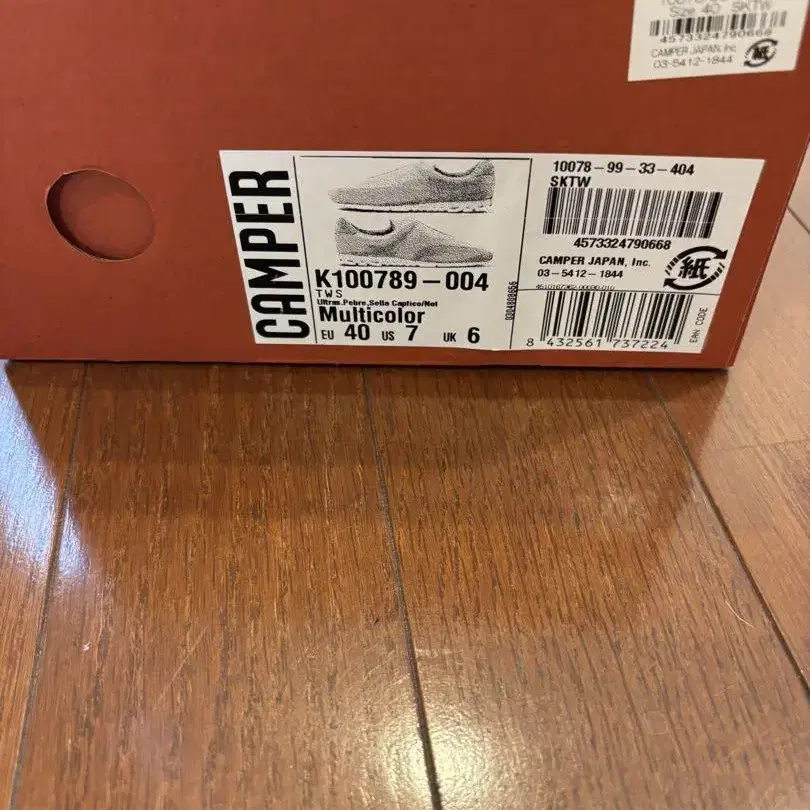 Size 40 SKTW
4573324790668
CAMPER JAPAN, Inc.
03-5412-1844
紙
CAMPER
K100789-004
TWS
Multicolor
EU 40 US 7 UK 6
0304808656
10078-99-33-404
SKTW
4573324790668
CAMPER JAPAN, Inc.
03-5412-1844
紙
8 432561 737224
EAN CODE